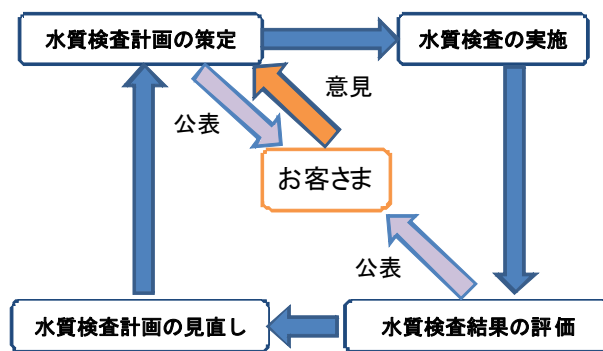 水質検査計画の策定
水質検査の実施
意見
公表
お客さま
公表
水質検査計画の見直し
水質検査結果の評価